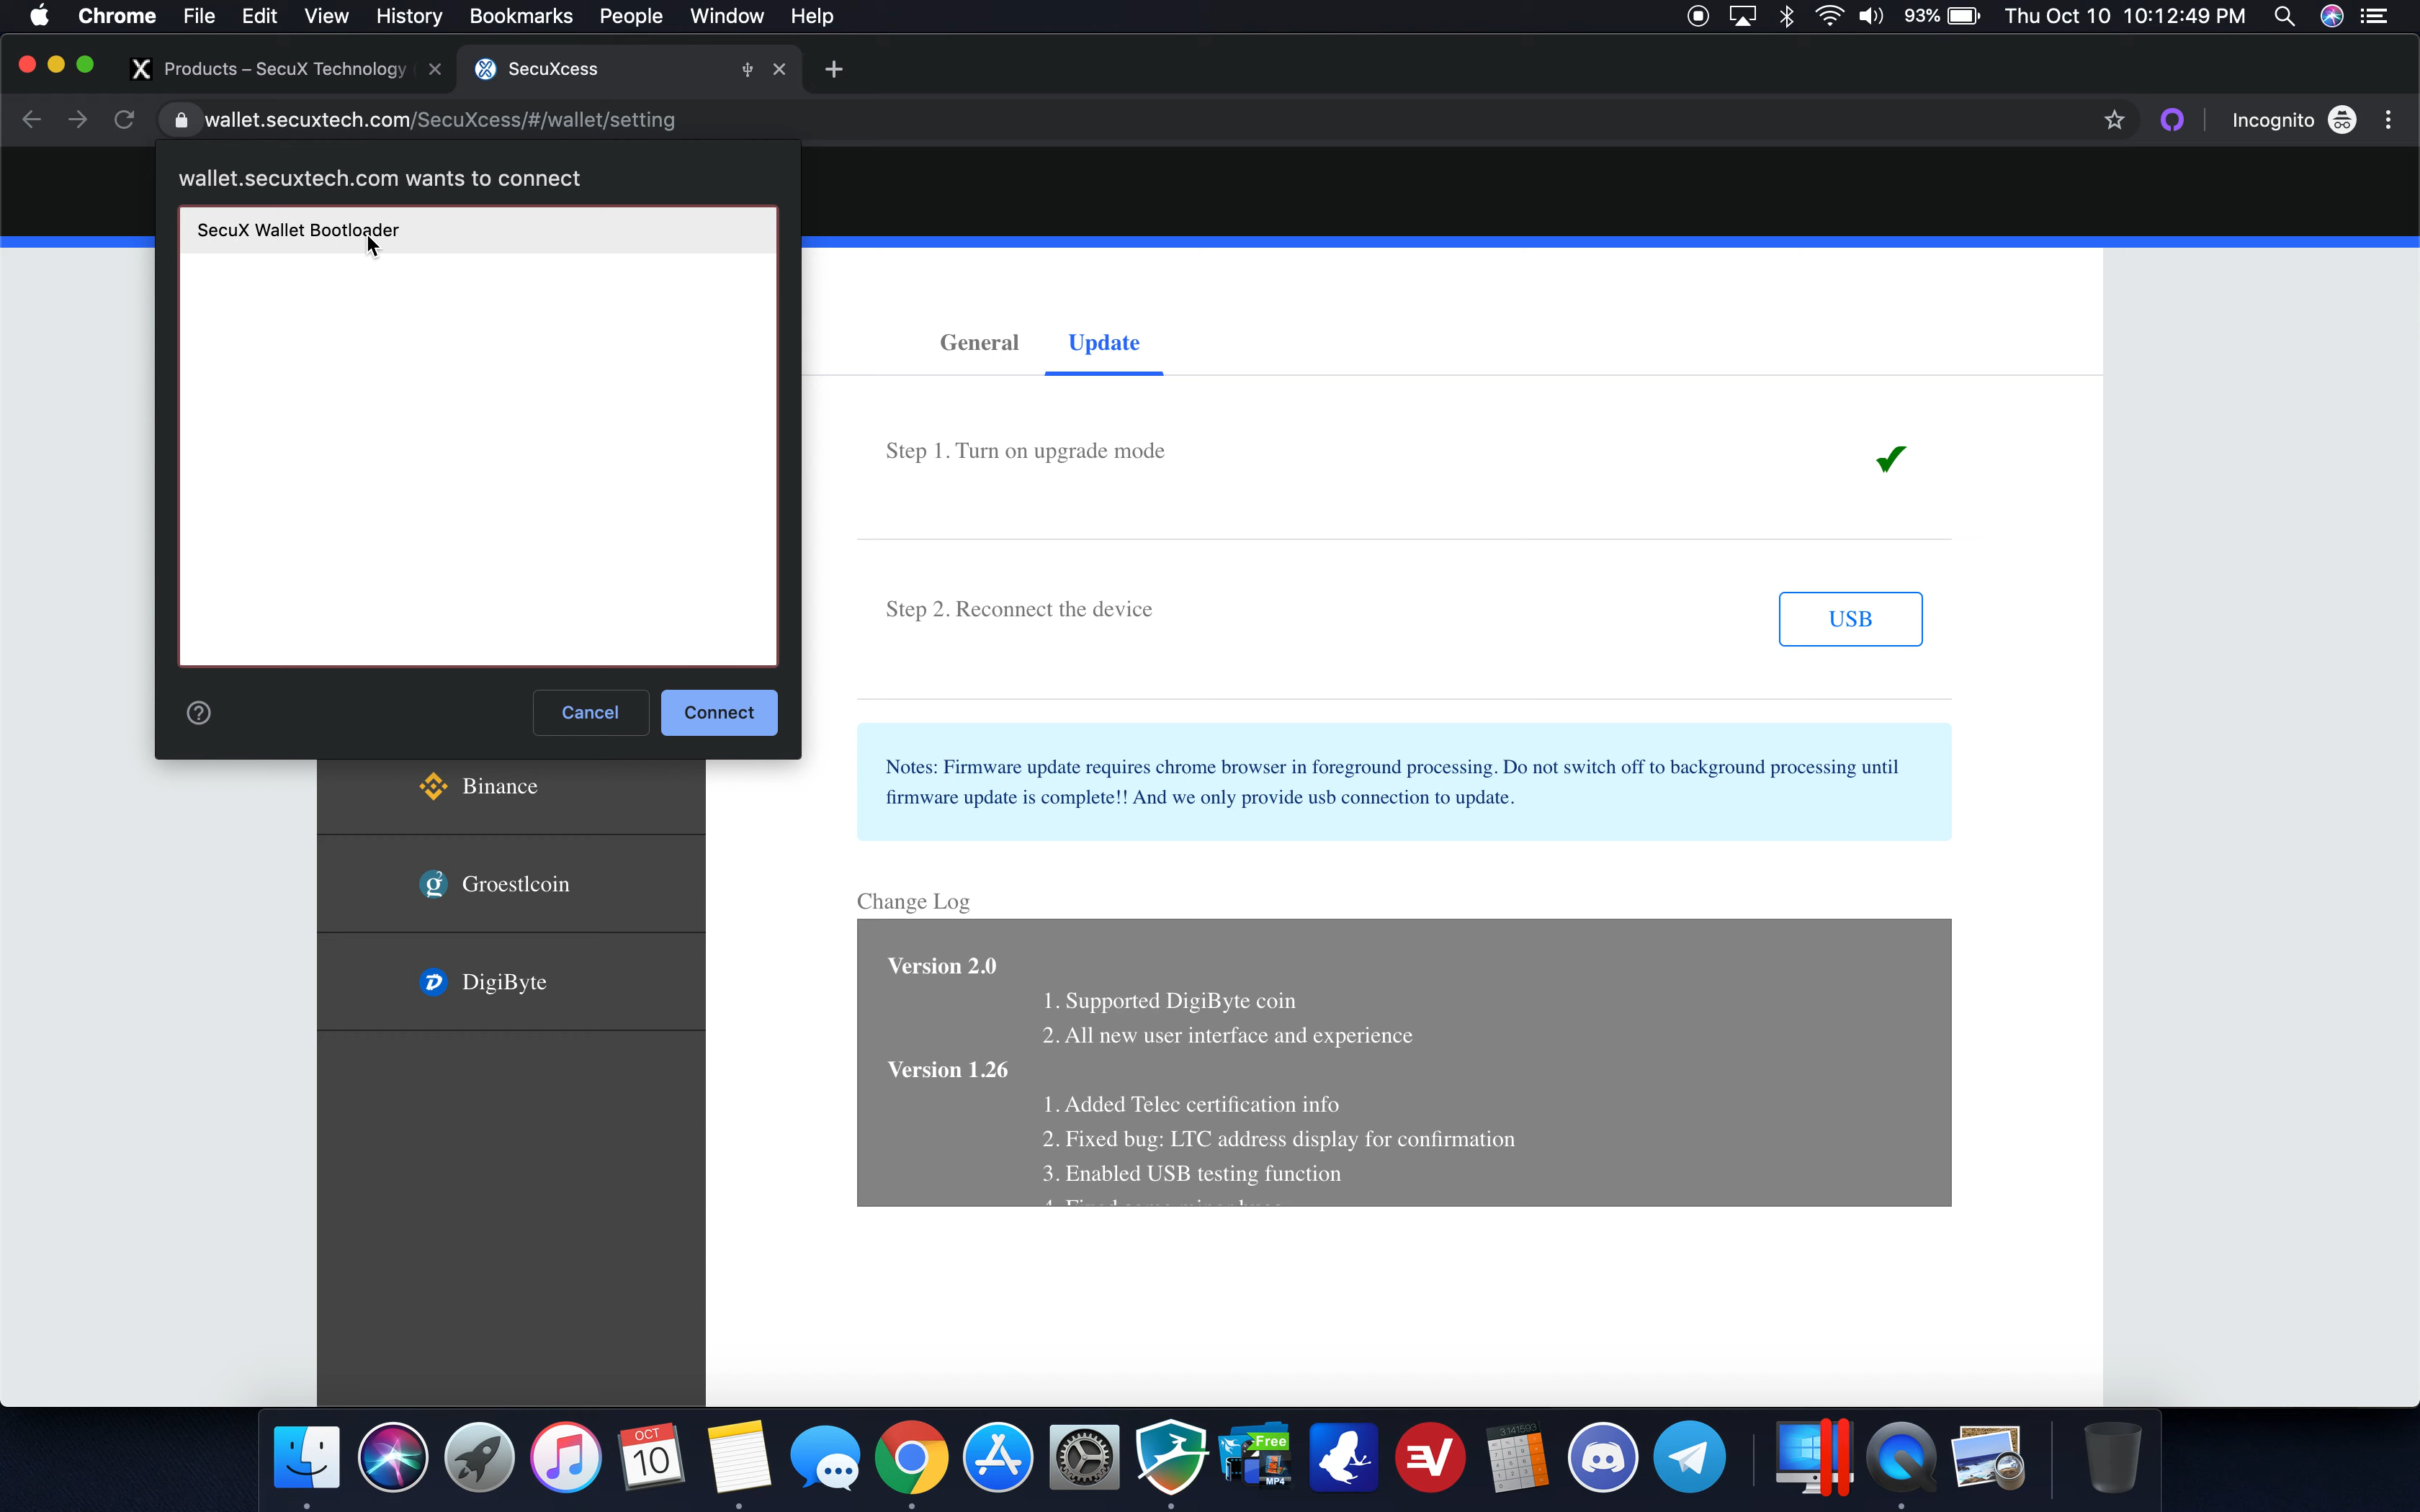 Chrome File Edit View History Bookmarks People Window Help 93% Thu Oct 10 10:12:49 PM
Products – SecuX Technology SecuXcess
wallet.secuxtech.com/SecuXcess/#/wallet/setting Incognito
wallet.secuxtech.com wants to connect
SecuX Wallet Bootloader
Cancel Connect
General Update
Step 1. Turn on upgrade mode
Step 2. Reconnect the device USB
Notes: Firmware update requires chrome browser in foreground processing. Do not switch off to background processing until
firmware update is complete!! And we only provide usb connection to update.
Binance
Groestlcoin
DigiByte
Change Log
Version 2.0
1. Supported DigiByte coin
2. All new user interface and experience
Version 1.26
1. Added Telec certification info
2. Fixed bug: LTC address display for confirmation
3. Enabled USB testing function
OCT
10
Free
MP4
3.141593